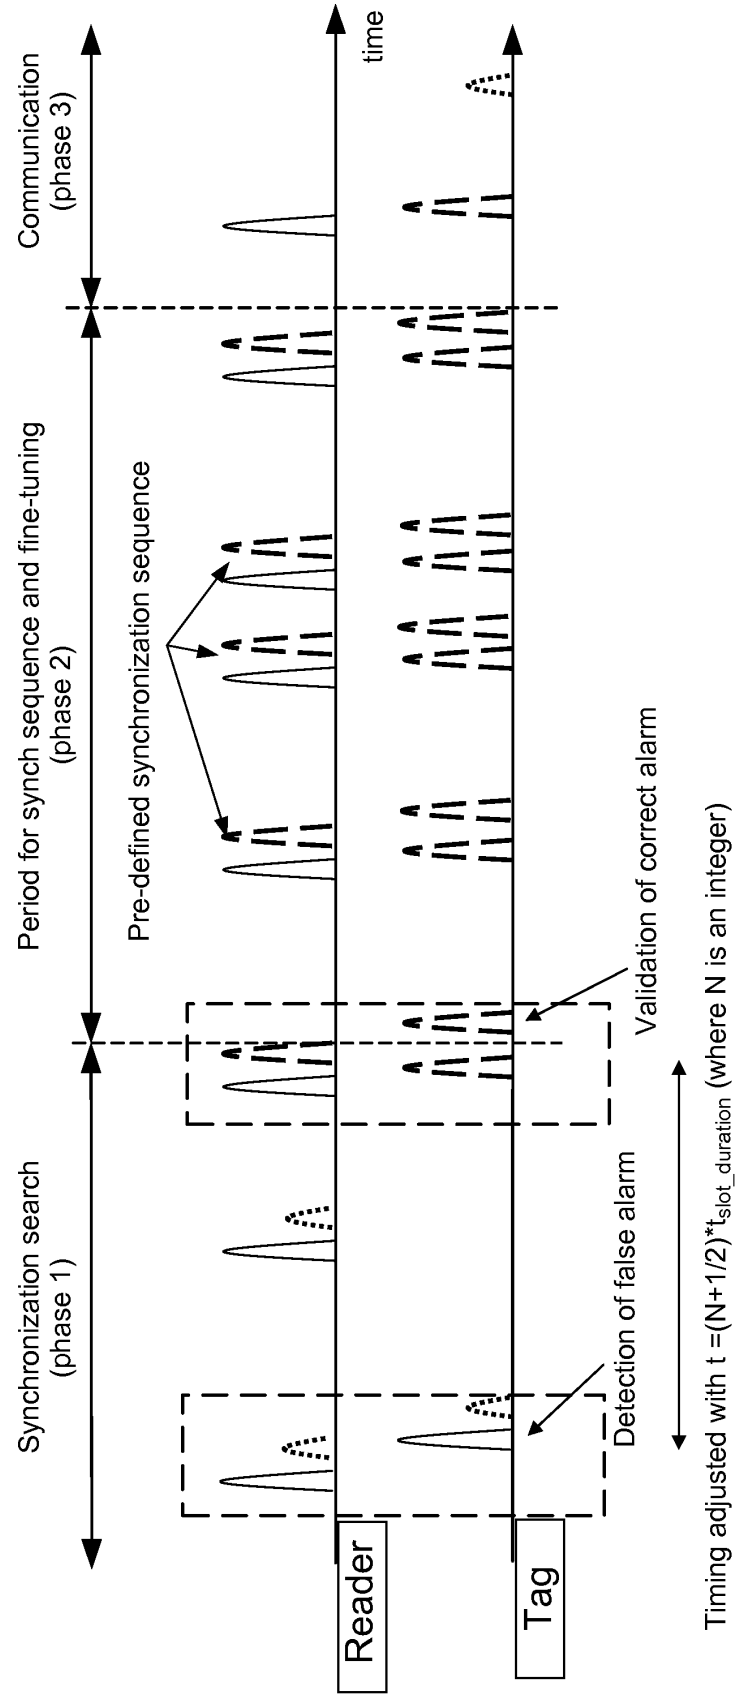 Synchronization search
(phase 1)
Period for synch sequence and fine-tuning
(phase 2)
Communication
(phase 3)
Pre-defined synchronization sequence
Reader
time
Tag
Detection of false alarm
Validation of correct alarm
Timing adjusted with t =(N+1/2)*tslot_duration (where N is an integer)